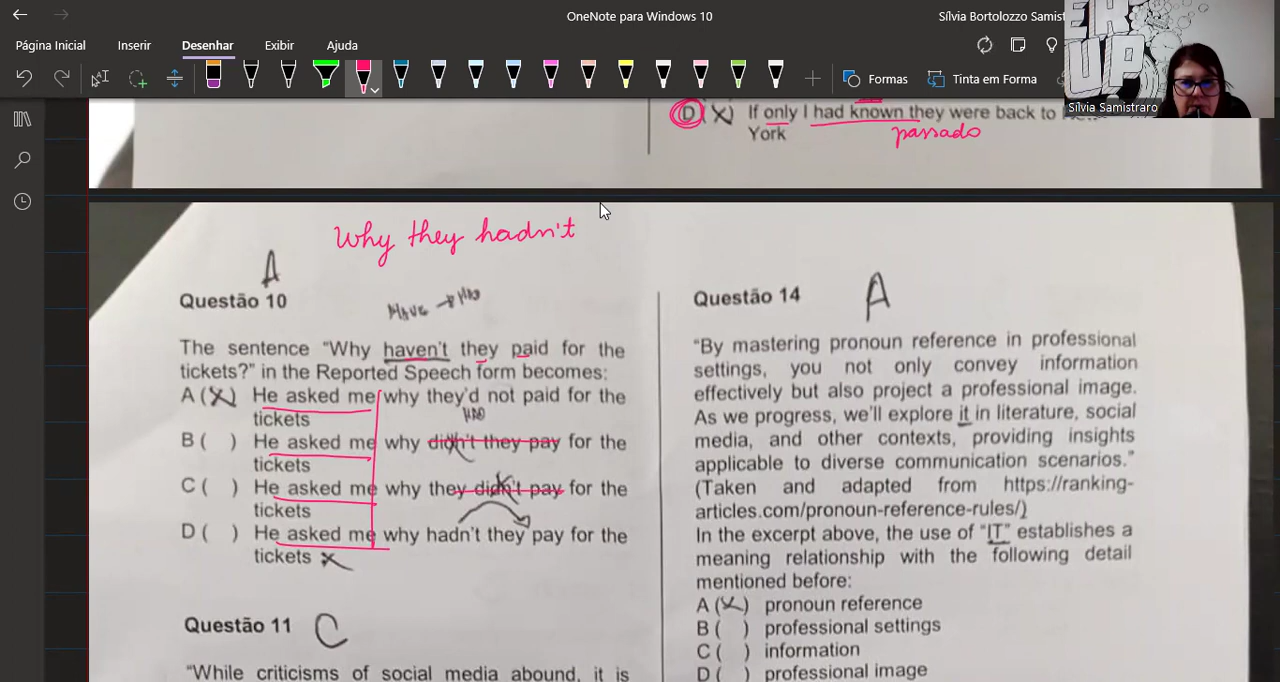 OneNote para Windows 10
Sílvia Bortolozzo Samist
Página Inicial Inserir Desenhar Exibir Ajuda
Formas Tinta em Forma
ER
UP
Sílvia Samistraro
D (X) If only I had known they were back to
York
passado
Why they hadn't
A
Questão 10
HAVE → HAD
The sentence "Why haven't they paid for the
tickets?" in the Reported Speech form becomes:
A (X) He asked me why they'd not paid for the
tickets
HAD
B ( ) He asked me why didn't they pay for the
tickets
C ( ) He asked me why they didn't pay for the
tickets
D ( ) He asked me why hadn't they pay for the
tickets X
Questão 11 C
"While criticisms of social media abound, it is
Questão 14 A
"By mastering pronoun reference in professional
settings, you not only convey information
effectively but also project a professional image.
As we progress, we'll explore it in literature, social
media, and other contexts, providing insights
applicable to diverse communication scenarios."
(Taken and adapted from https://ranking-
articles.com/pronoun-reference-rules/)
In the excerpt above, the use of "IT" establishes a
meaning relationship with the following detail
mentioned before:
A (X) pronoun reference
B ( ) professional settings
C ( ) information
D ( ) professional image